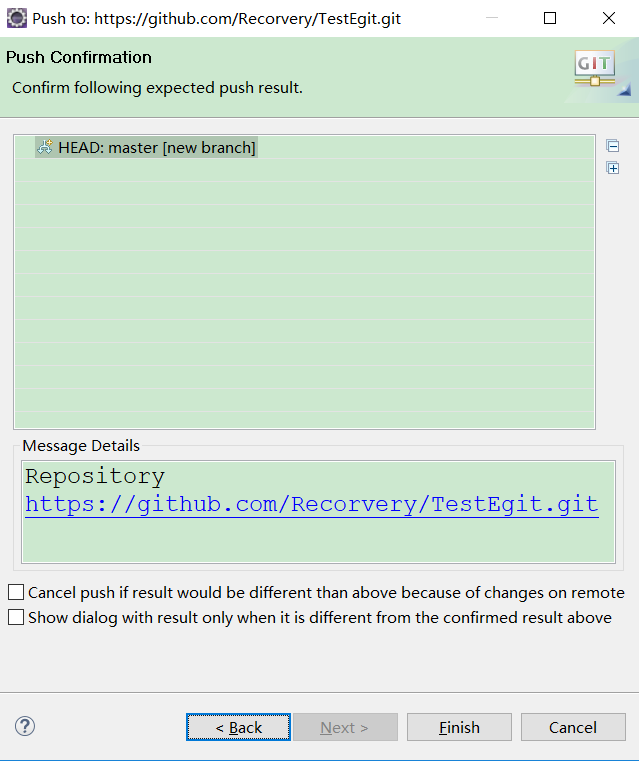 Push to: https://github.com/Recorvery/TestEgit.git
Push Confirmation
Confirm following expected push result.
GIT
HEAD: master [new branch]
Message Details
Repository
https://github.com/Recorvery/TestEgit.git
Cancel push if result would be different than above because of changes on remote
Show dialog with result only when it is different from the confirmed result above
? < Back Next > Finish Cancel